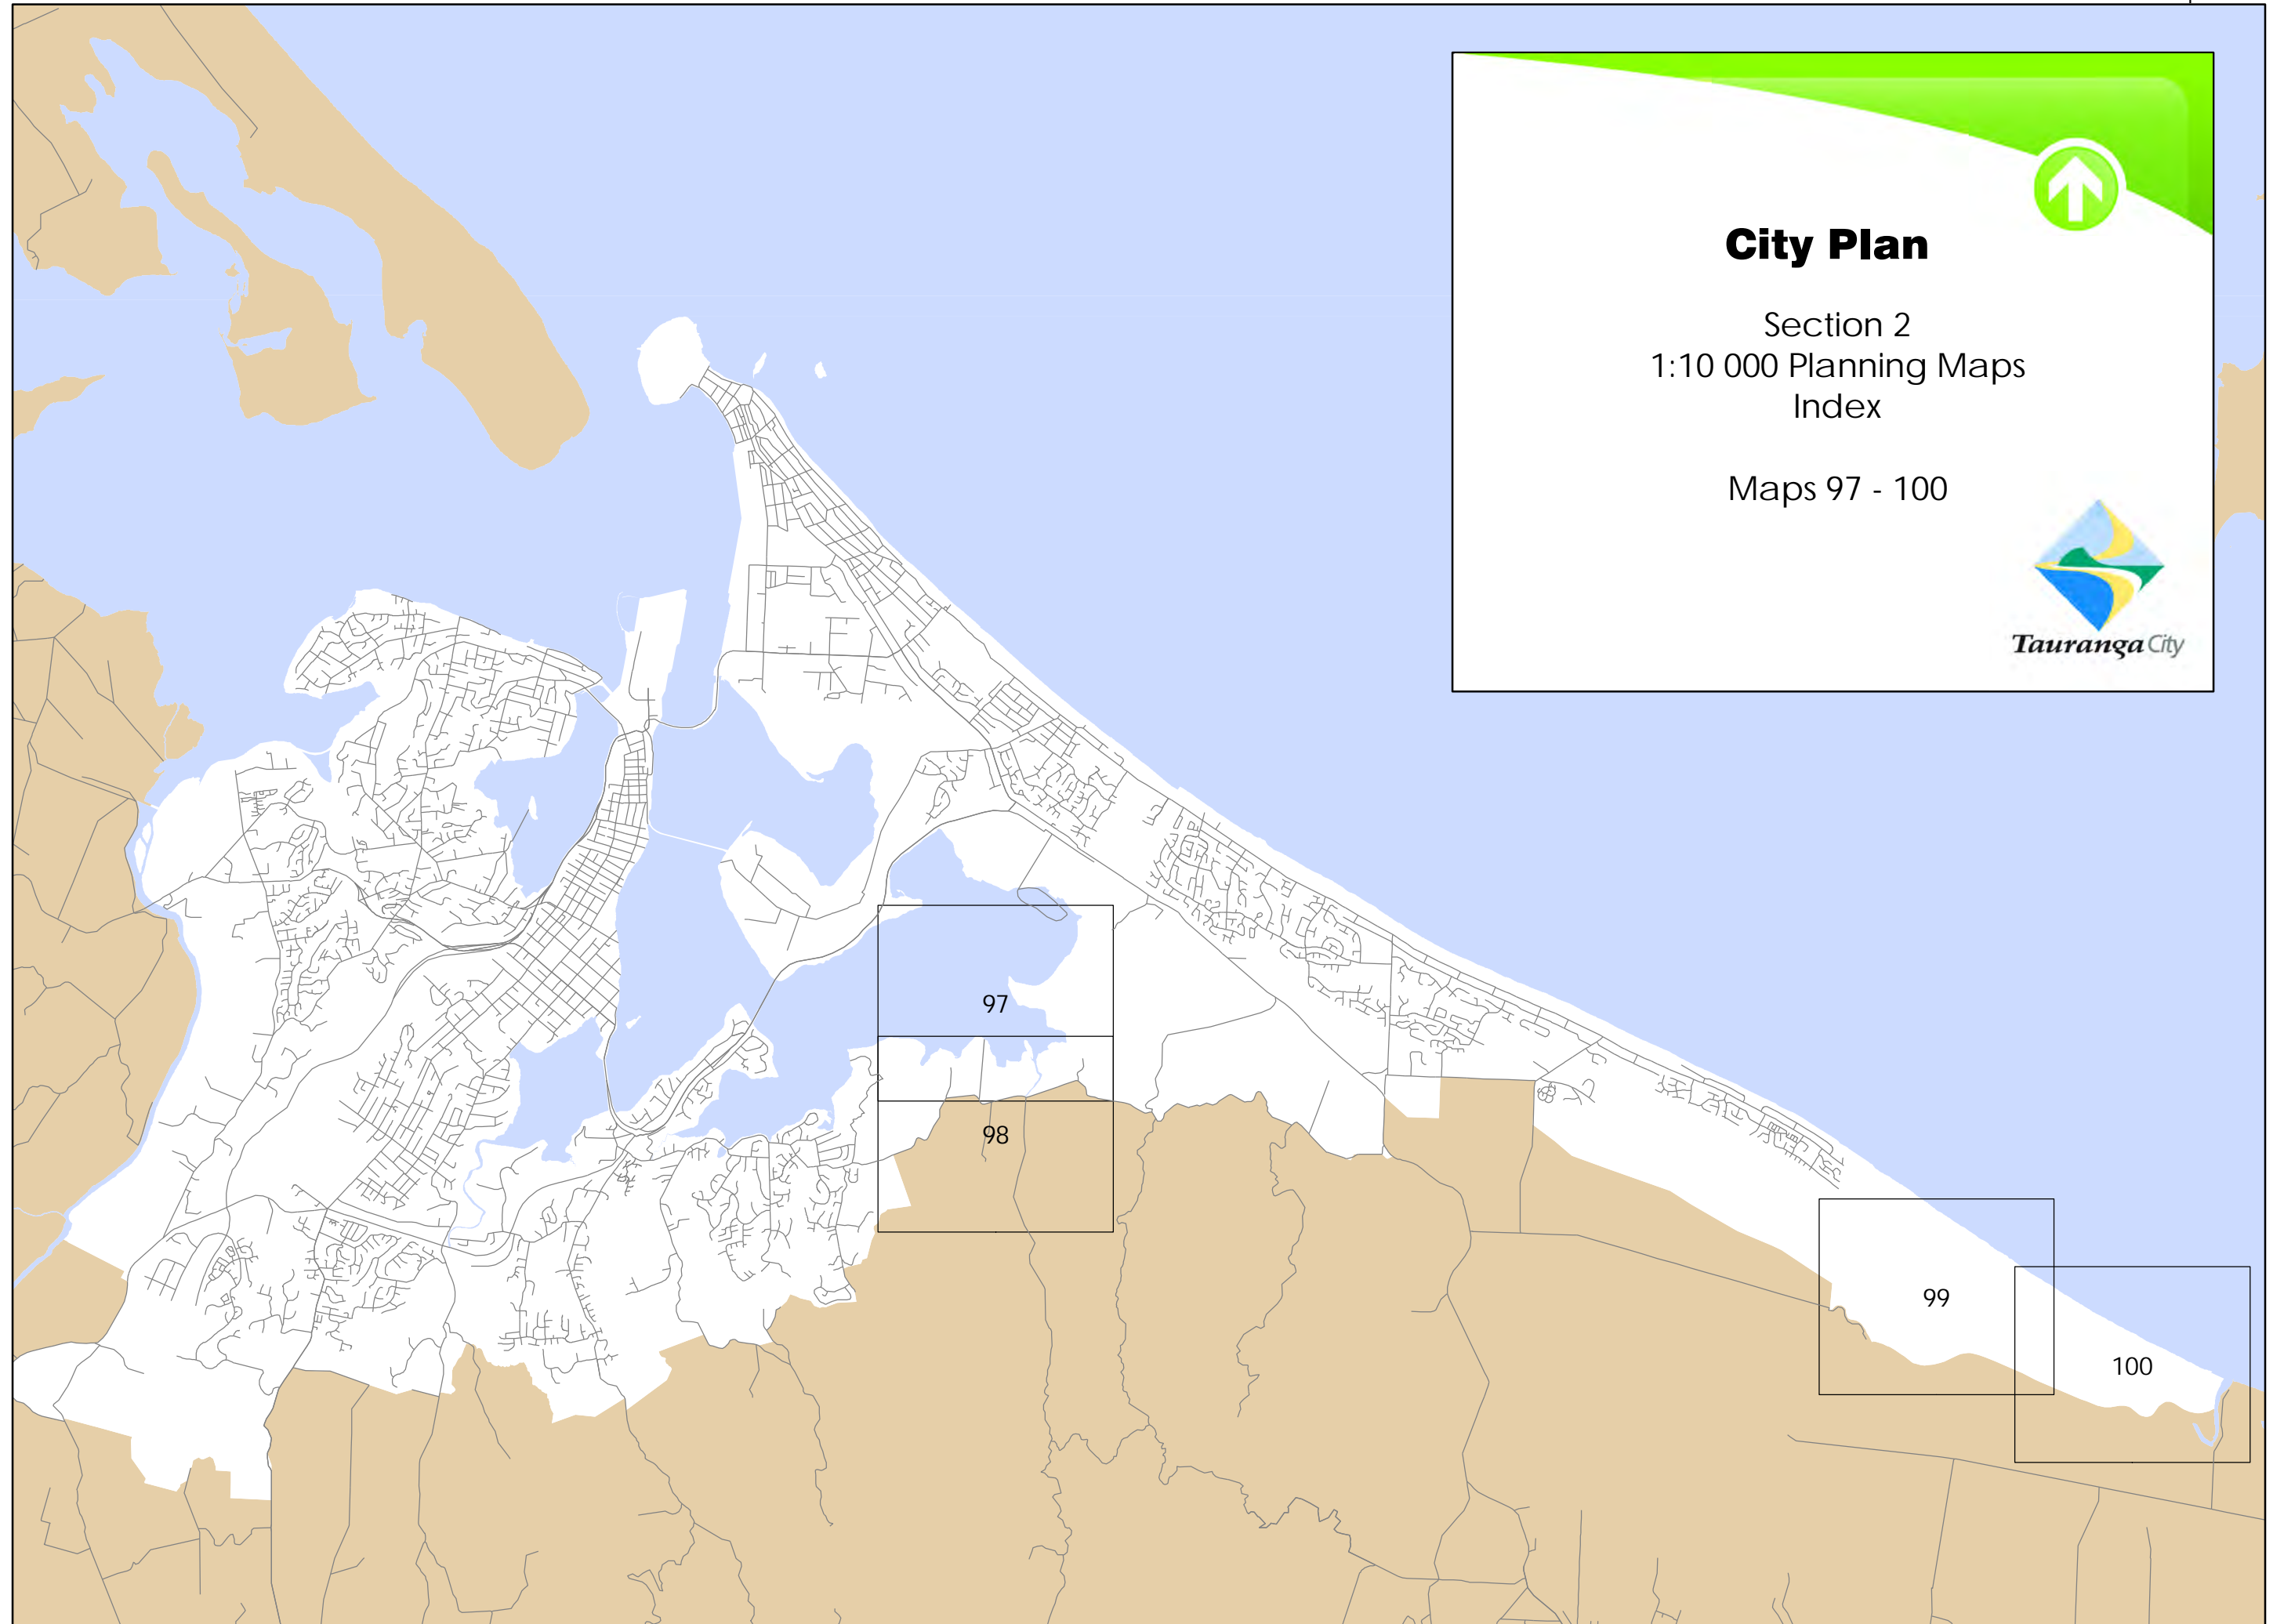 City Plan
Section 2
1:10 000 Planning Maps
Index
Maps 97 - 100
Tauranga City
97
98
99
100